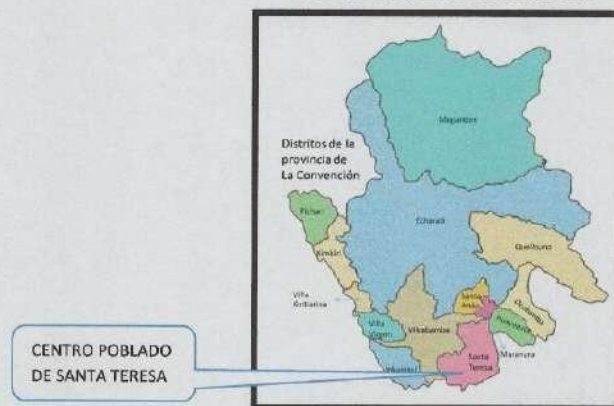 Megantoni
Distritos de la
provincia de
La Convención
Pichari
Echarati
Kimbiri
Quellouno
Villa
Kintiarina
Santa
Ana
Ocobamba
Villa
Virgen
Vilcabamba
Huayopata
Maranura
Santa
Teresa
Inkawasi
CENTRO POBLADO
DE SANTA TERESA